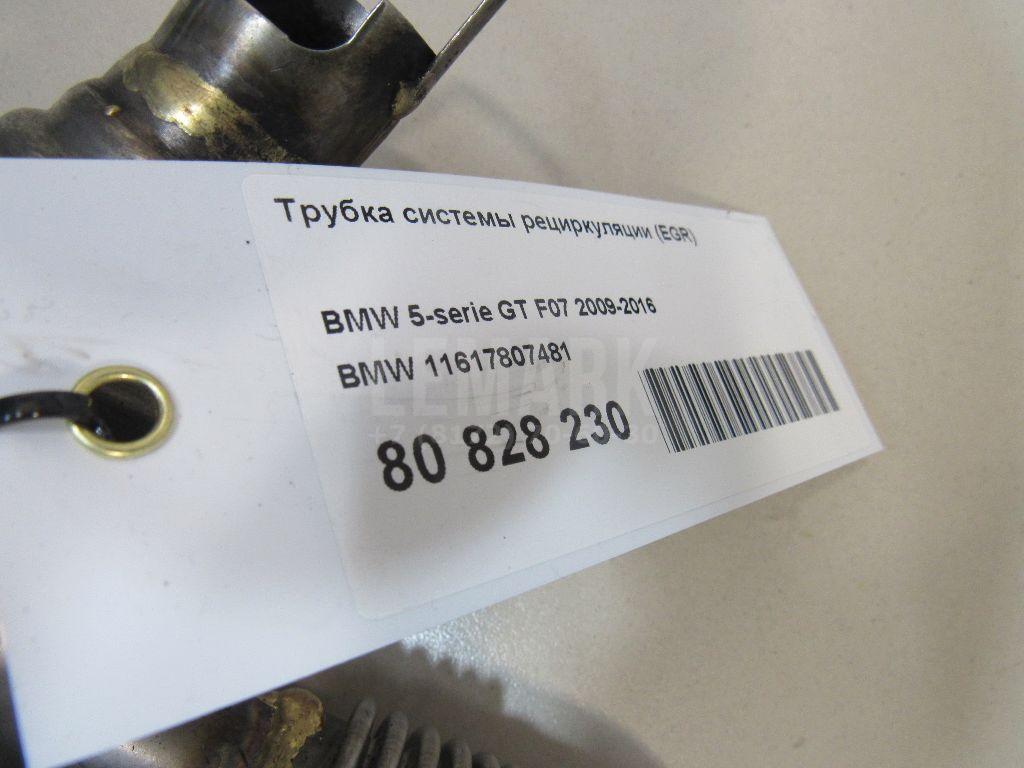 Трубка системы рециркуляции (EGR)
BMW 5-serie GT F07 2009-2016
BMW 11617807481
LEMARK
80 828 230